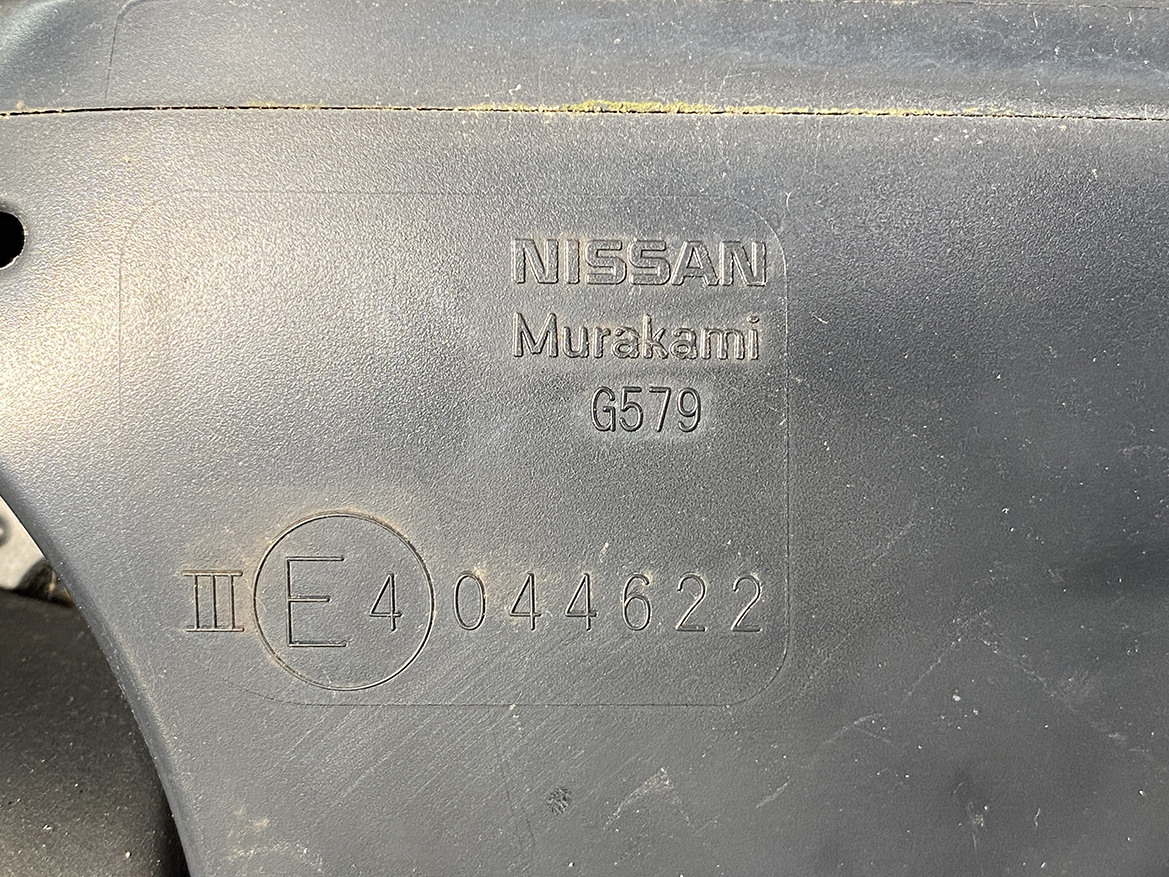 NISSAN
Murakami
G579
III E4 044622